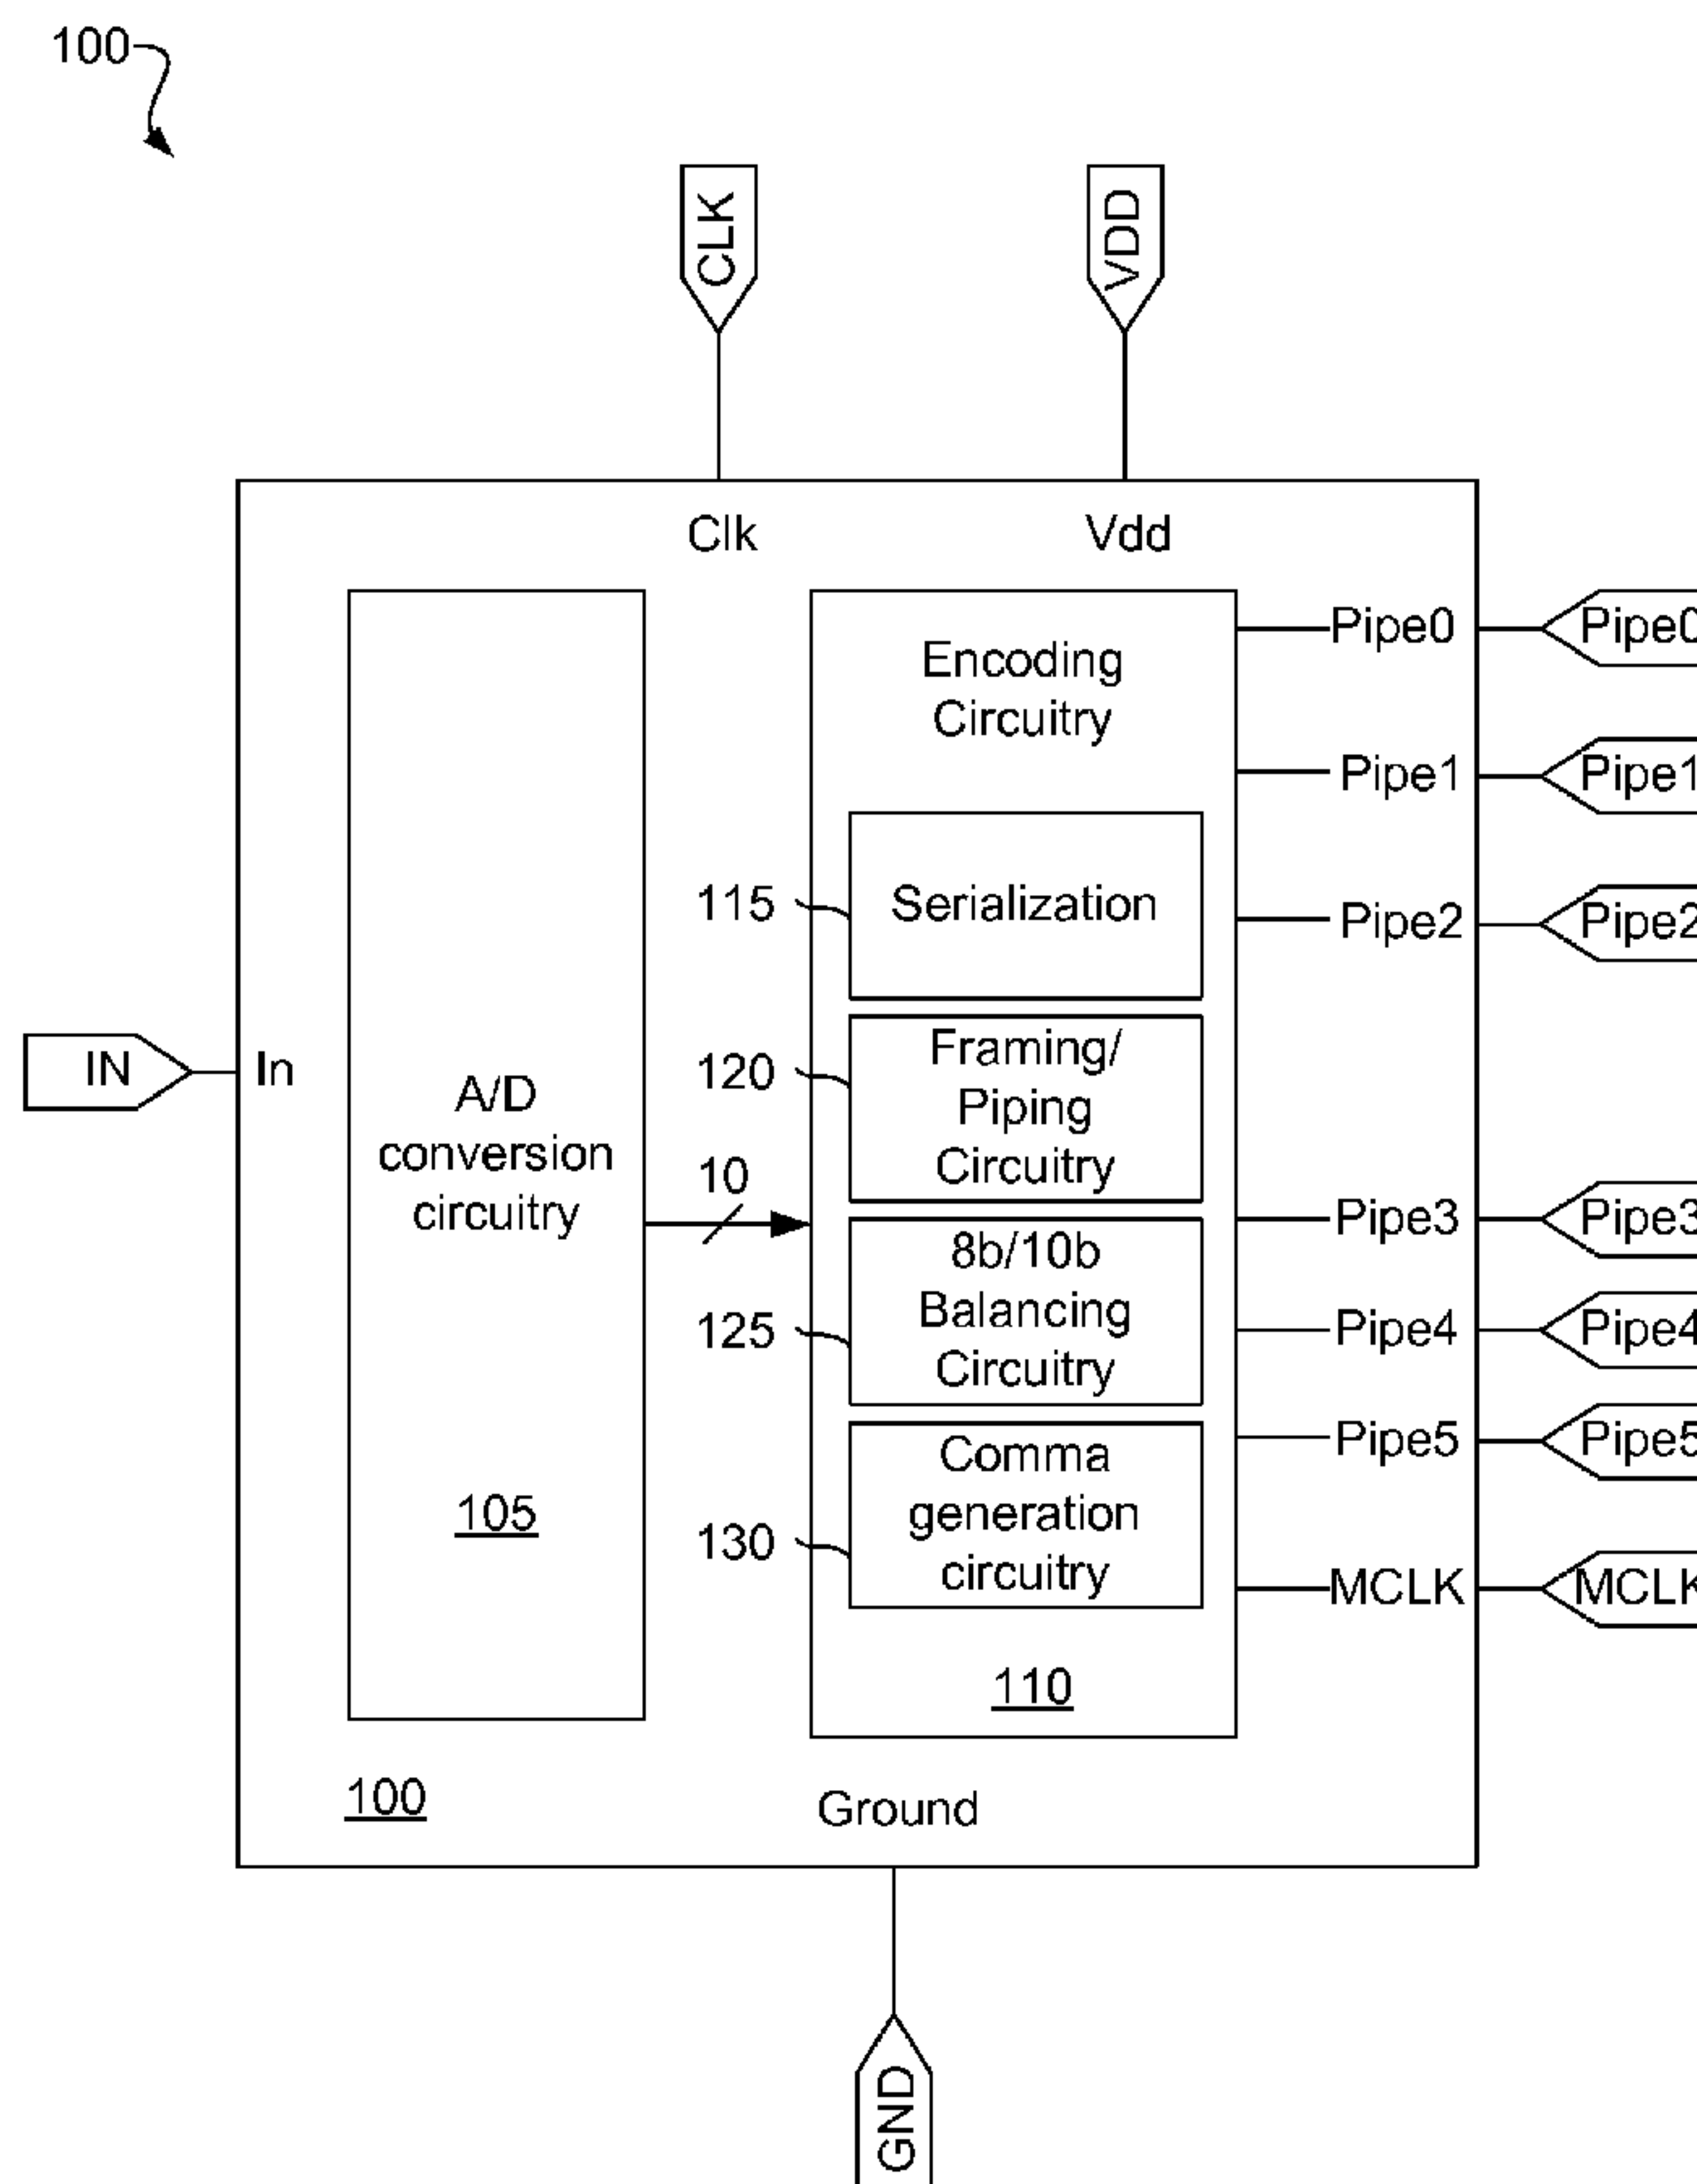 100
CLK
VDD
Clk
Vdd
IN
In
A/D
conversion
circuitry
105
10
Encoding
Circuitry
115
Serialization
120
Framing/
Piping
Circuitry
125
8b/10b
Balancing
Circuitry
130
Comma
generation
circuitry
110
Pipe0
Pipe0
Pipe1
Pipe1
Pipe2
Pipe2
Pipe3
Pipe3
Pipe4
Pipe4
Pipe5
Pipe5
MCLK
MCLK
100
Ground
GND